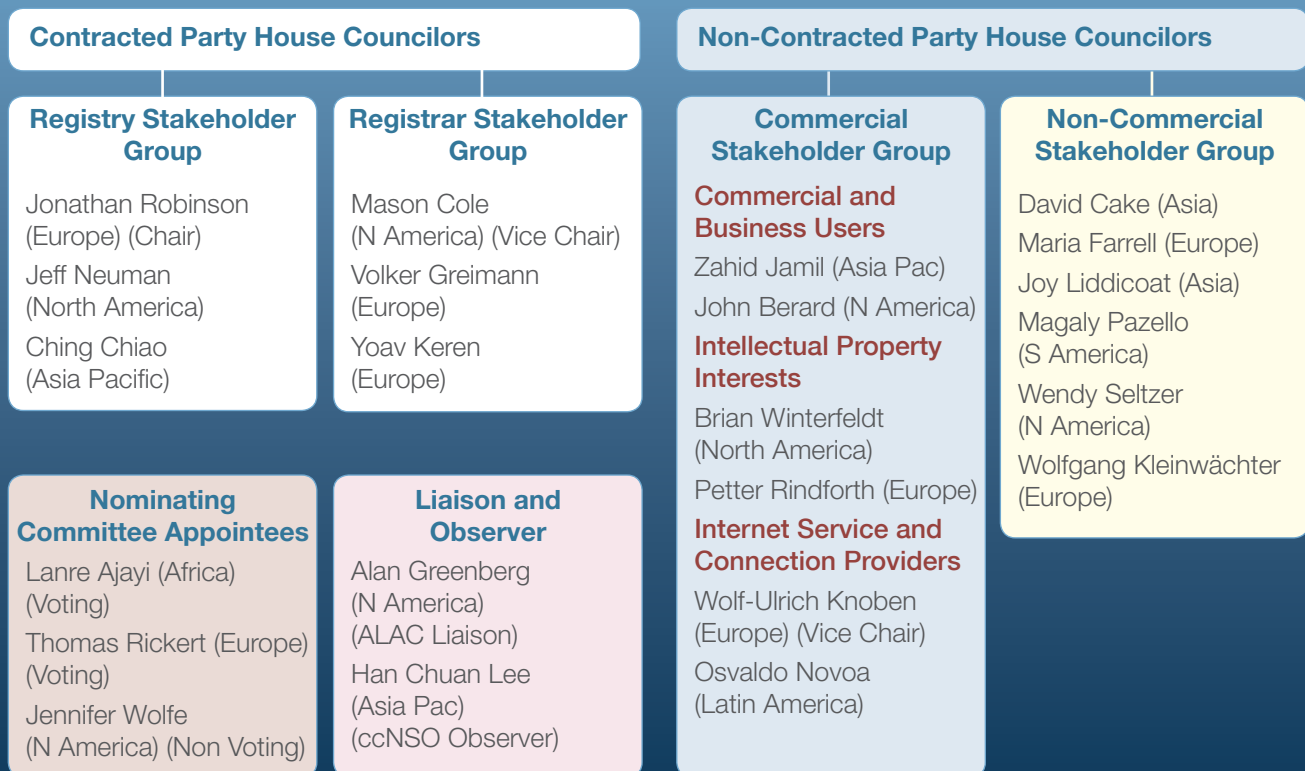 Contracted Party House Councilors
Registry Stakeholder
Group
Jonathan Robinson
(Europe) (Chair)
Jeff Neuman
(North America)
Ching Chiao
(Asia Pacific)
Registrar Stakeholder
Group
Mason Cole
(N America) (Vice Chair)
Volker Greimann
(Europe)
Yoav Keren
(Europe)
Nominating
Committee Appointees
Lanre Ajayi (Africa)
(Voting)
Thomas Rickert (Europe)
(Voting)
Jennifer Wolfe
(N America) (Non Voting)
Liaison and
Observer
Alan Greenberg
(N America)
(ALAC Liaison)
Han Chuan Lee
(Asia Pac)
(ccNSO Observer)
Non-Contracted Party House Councilors
Commercial
Stakeholder Group
Commercial and
Business Users
Zahid Jamil (Asia Pac)
John Berard (N America)
Intellectual Property
Interests
Brian Winterfeldt
(North America)
Petter Rindforth (Europe)
Internet Service and
Connection Providers
Wolf-Ulrich Knoben
(Europe) (Vice Chair)
Osvaldo Novoa
(Latin America)
Non-Commercial
Stakeholder Group
David Cake (Asia)
Maria Farrell (Europe)
Joy Liddicoat (Asia)
Magaly Pazello
(S America)
Wendy Seltzer
(N America)
Wolfgang Kleinwächter
(Europe)